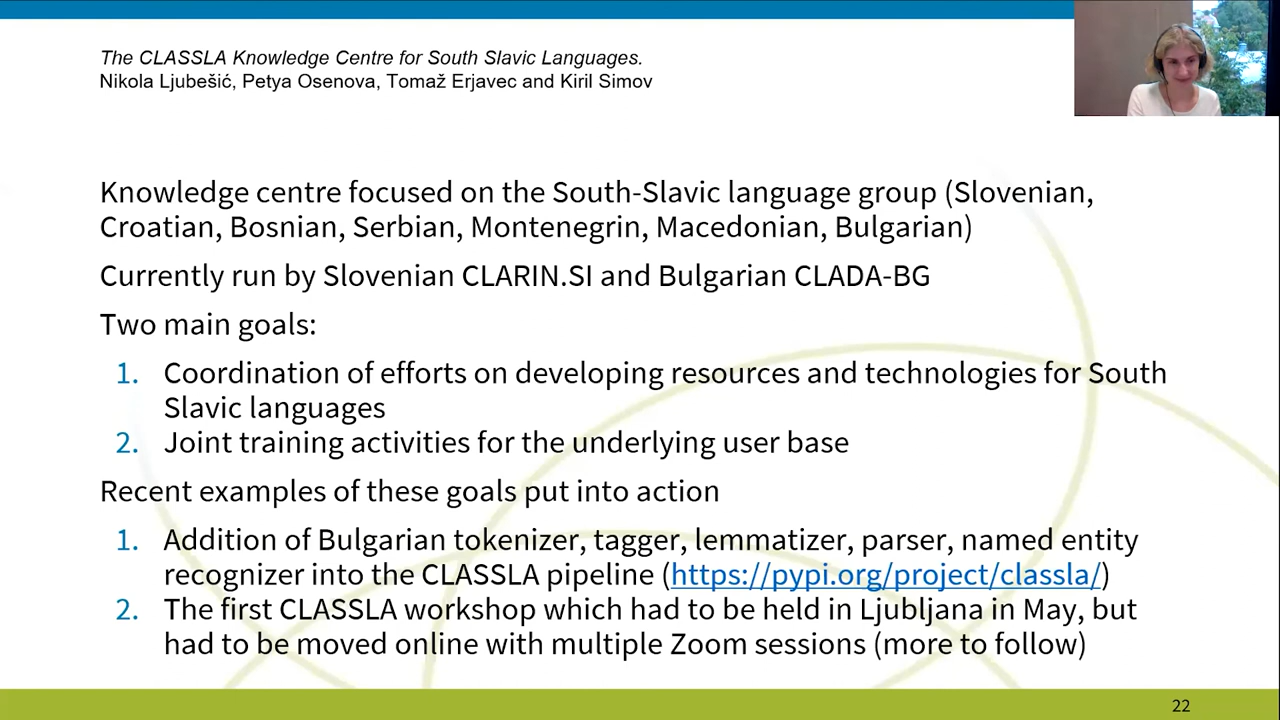 The CLASSLA Knowledge Centre for South Slavic Languages.
Nikola Ljubešić, Petya Osenova, Tomaž Erjavec and Kiril Simov
Knowledge centre focused on the South-Slavic language group (Slovenian,
Croatian, Bosnian, Serbian, Montenegrin, Macedonian, Bulgarian)
Currently run by Slovenian CLARIN.SI and Bulgarian CLADA-BG
Two main goals:
1. Coordination of efforts on developing resources and technologies for South
Slavic languages
2. Joint training activities for the underlying user base
Recent examples of these goals put into action
1. Addition of Bulgarian tokenizer, tagger, lemmatizer, parser, named entity
recognizer into the CLASSLA pipeline (https://pypi.org/project/classla/)
2. The first CLASSLA workshop which had to be held in Ljubljana in May, but
had to be moved online with multiple Zoom sessions (more to follow)
22